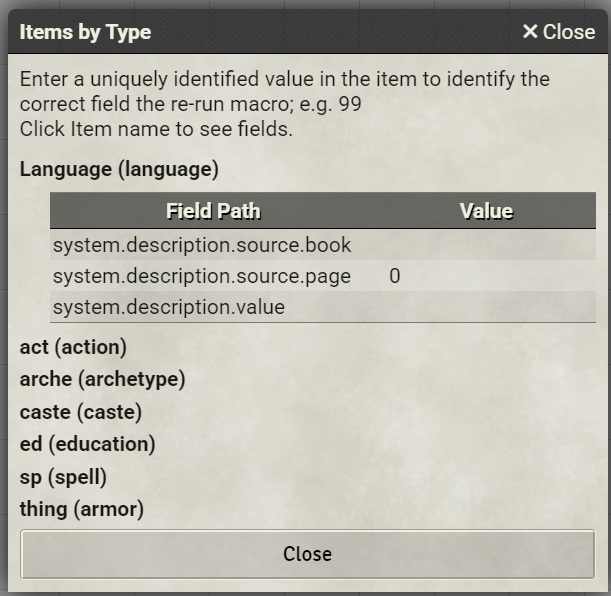 Items by Type
✕ Close
Enter a uniquely identified value in the item to identify the
correct field the re-run macro; e.g. 99
Click Item name to see fields.
Language (language)
Field Path Value
system.description.source.book
system.description.source.page 0
system.description.value
act (action)
arche (archetype)
caste (caste)
ed (education)
sp (spell)
thing (armor)
Close